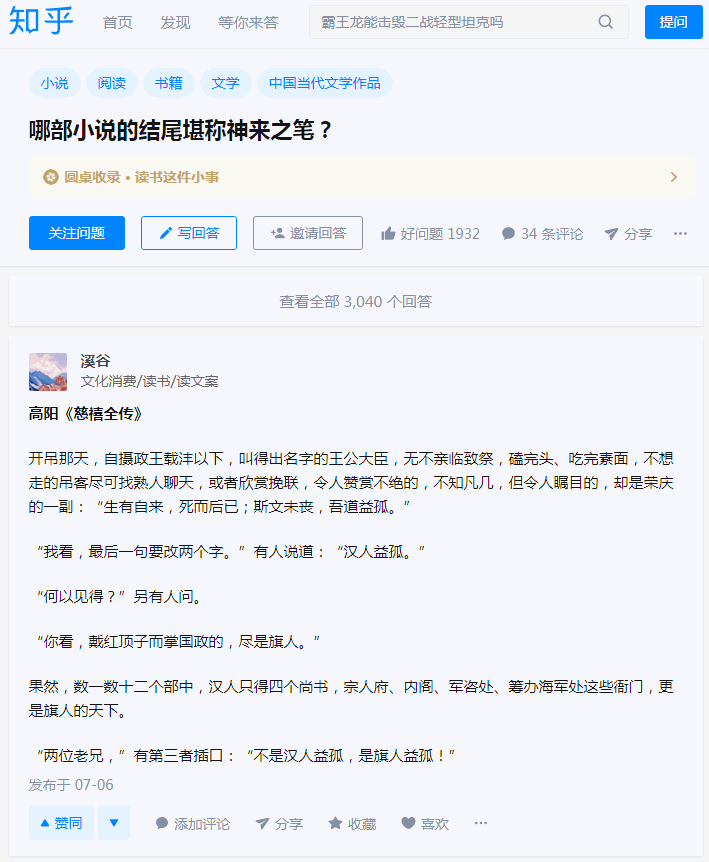 知乎 首页 发现 等你来答 霸王龙能击毁二战轻型坦克吗 提问
小说 阅读 书籍 文学 中国当代文学作品
哪部小说的结尾堪称神来之笔？
圆桌收录 • 读书这件小事
关注问题 写回答 邀请回答 好问题 1932 34 条评论 分享
查看全部 3,040 个回答
溪谷
文化消费/读书/读文案
高阳《慈禧全传》
开吊那天，自摄政王载沣以下，叫得出名字的王公大臣，无不亲临致祭，磕完头、吃完素面，不想
走的吊客尽可找熟人聊天，或者欣赏挽联，令人赞赏不绝的，不知凡几，但令人瞩目的，却是荣庆
的一副：“生有自来，死而后已；斯文未丧，吾道益孤。”
“我看，最后一句要改两个字。”有人说道：“汉人益孤。”
“何以见得？”另有人问。
“你看，戴红顶子而掌国政的，尽是旗人。”
果然，数一数十二个部中，汉人只得四个尚书，宗人府、内阁、军咨处、筹办海军处这些衙门，更
是旗人的天下。
“两位老兄，”有第三者插口：“不是汉人益孤，是旗人益孤！”
发布于 07-06
赞同 添加评论 分享 收藏 喜欢